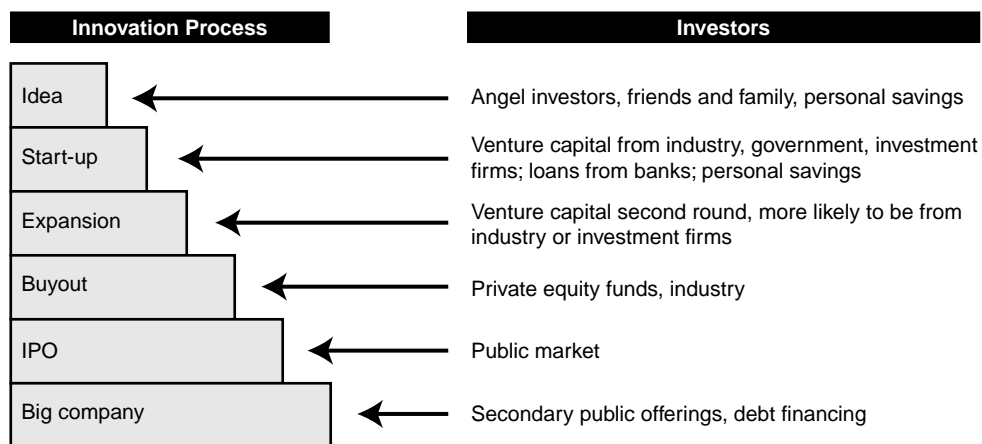 Innovation Process
Investors
Idea
Angel investors, friends and family, personal savings
Start-up
Venture capital from industry, government, investment
firms; loans from banks; personal savings
Expansion
Venture capital second round, more likely to be from
industry or investment firms
Buyout
Private equity funds, industry
IPO
Public market
Big company
Secondary public offerings, debt financing